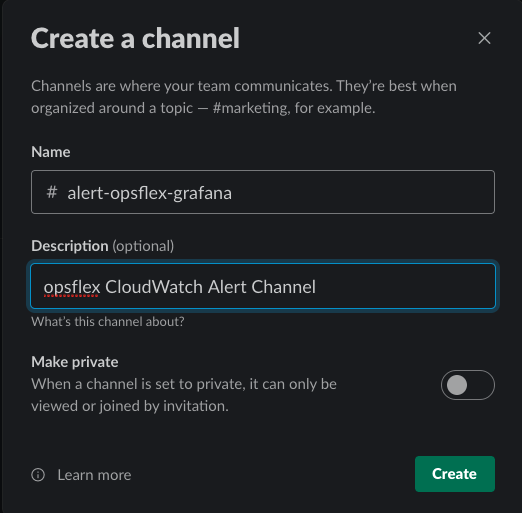 Create a channel
Channels are where your team communicates. They’re best when
organized around a topic — #marketing, for example.
Name
# alert-opsflex-grafana
Description (optional)
opsflex CloudWatch Alert Channel
What’s this channel about?
Make private
When a channel is set to private, it can only be
viewed or joined by invitation.
Learn more
Create